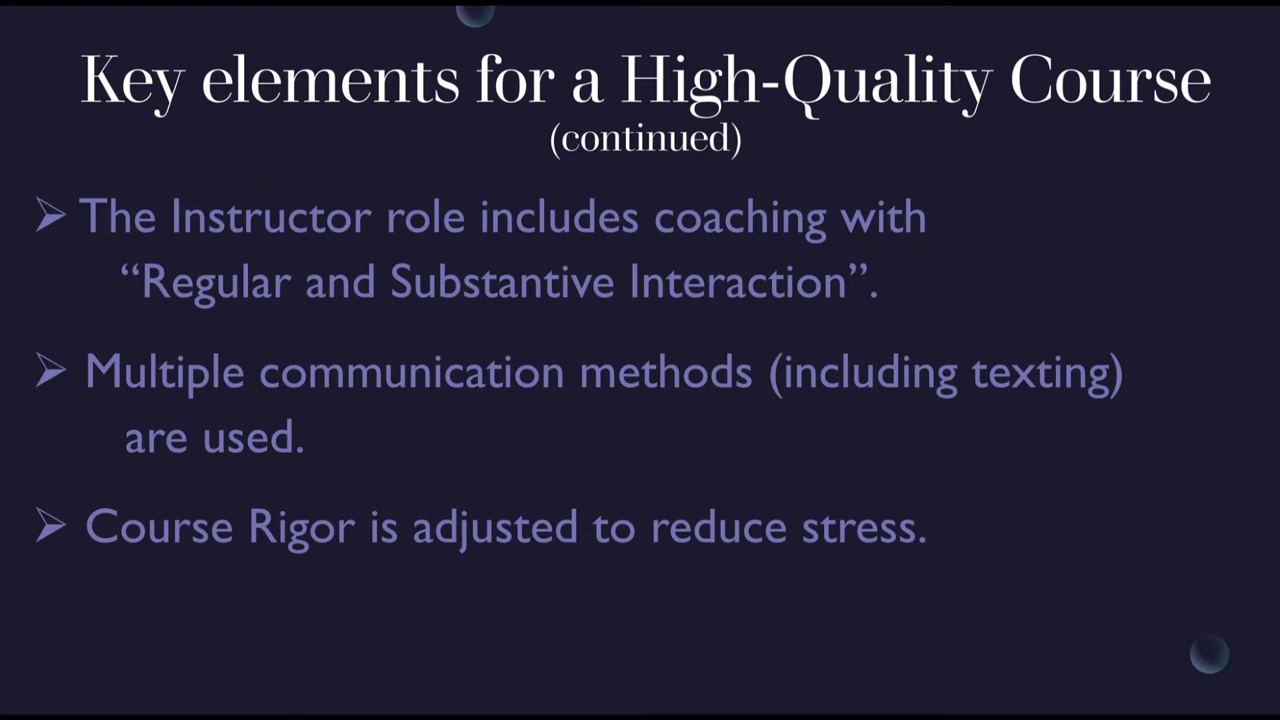 Key elements for a High-Quality Course
(continued)
➢ The Instructor role includes coaching with
“Regular and Substantive Interaction”.
➢ Multiple communication methods (including texting)
are used.
➢ Course Rigor is adjusted to reduce stress.